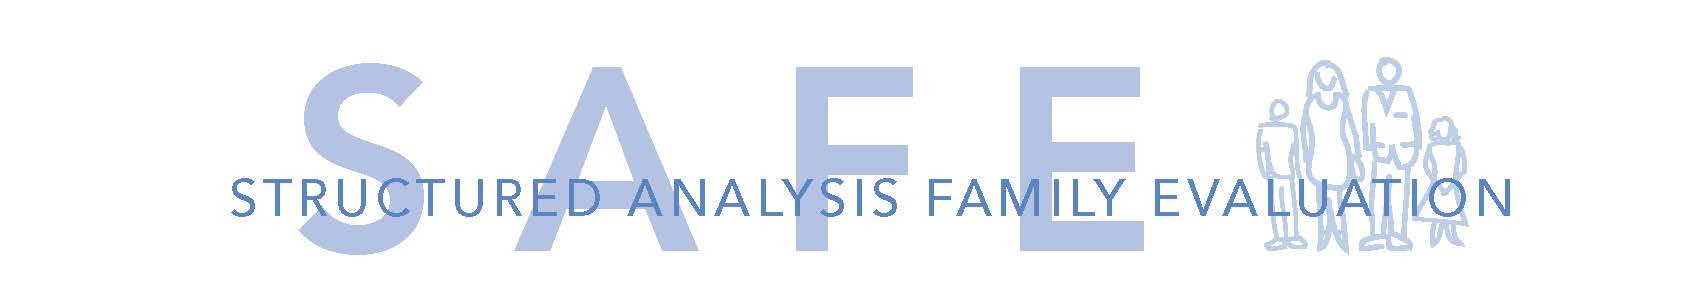 SAFE
STRUCTURED ANALYSIS FAMILY EVALUATION